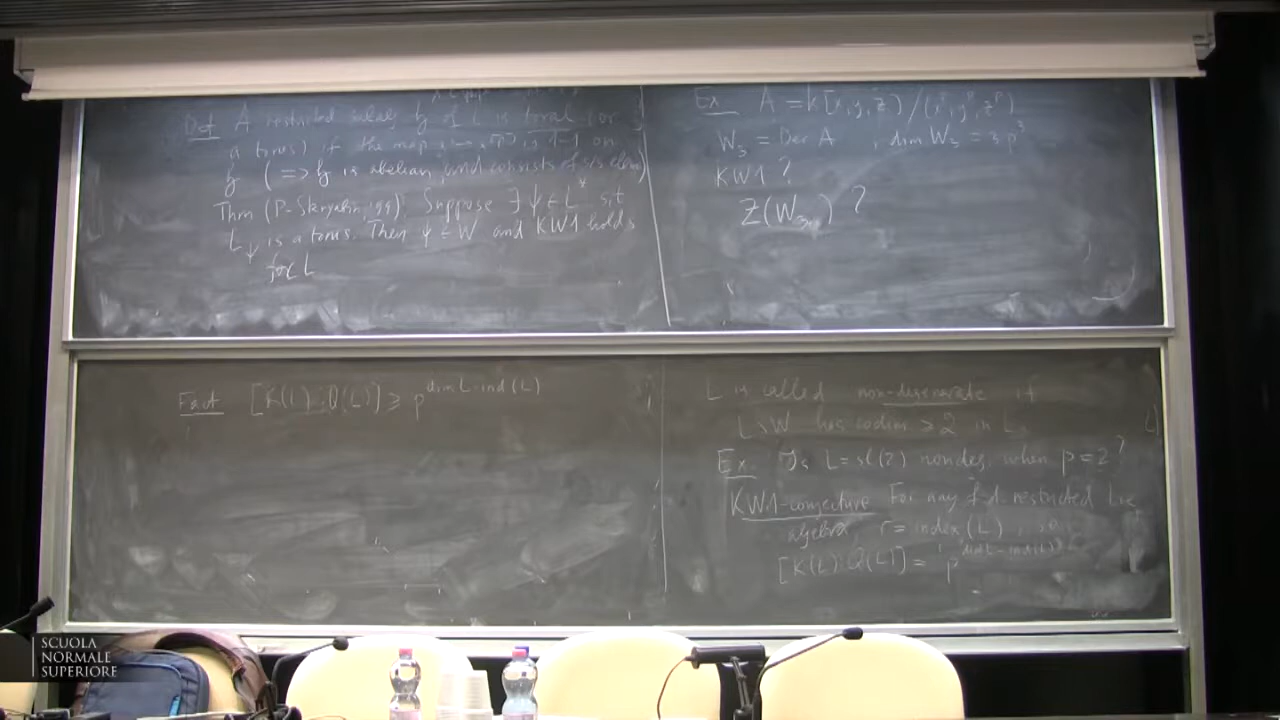 Def A restricted subalg h of L is toral (or
a torus) if the map is 1-1 on
h (=> h is abelian, and consists of s/s elem)
Thm (P-Skryabin, '99). Suppose ∃ ψ ∈ L* s.t.
L_ψ is a torus. Then ψ ∈ W and KW1 holds
for L
Ex A = k[x,y,z]/(x^p, y^p, z^p)
W_3 = Der A , dim W_3 = 3p^3
KW1 ?
Z(W_3) ?
Fact [K(L):Q(L)] ≥ p^{dim L - ind(L)}
L is called non-degenerate if
L\W has codim ≥ 2 in L
Ex. Is L = sl(2) nondeg. when p = 2?
KW1-conjecture For any f.d. restricted Lie
algebra, r = index(L), so
[K(L):Q(L)] = p^{dim L - ind(L)}
SCUOLA
NORMALE
SUPERIORE